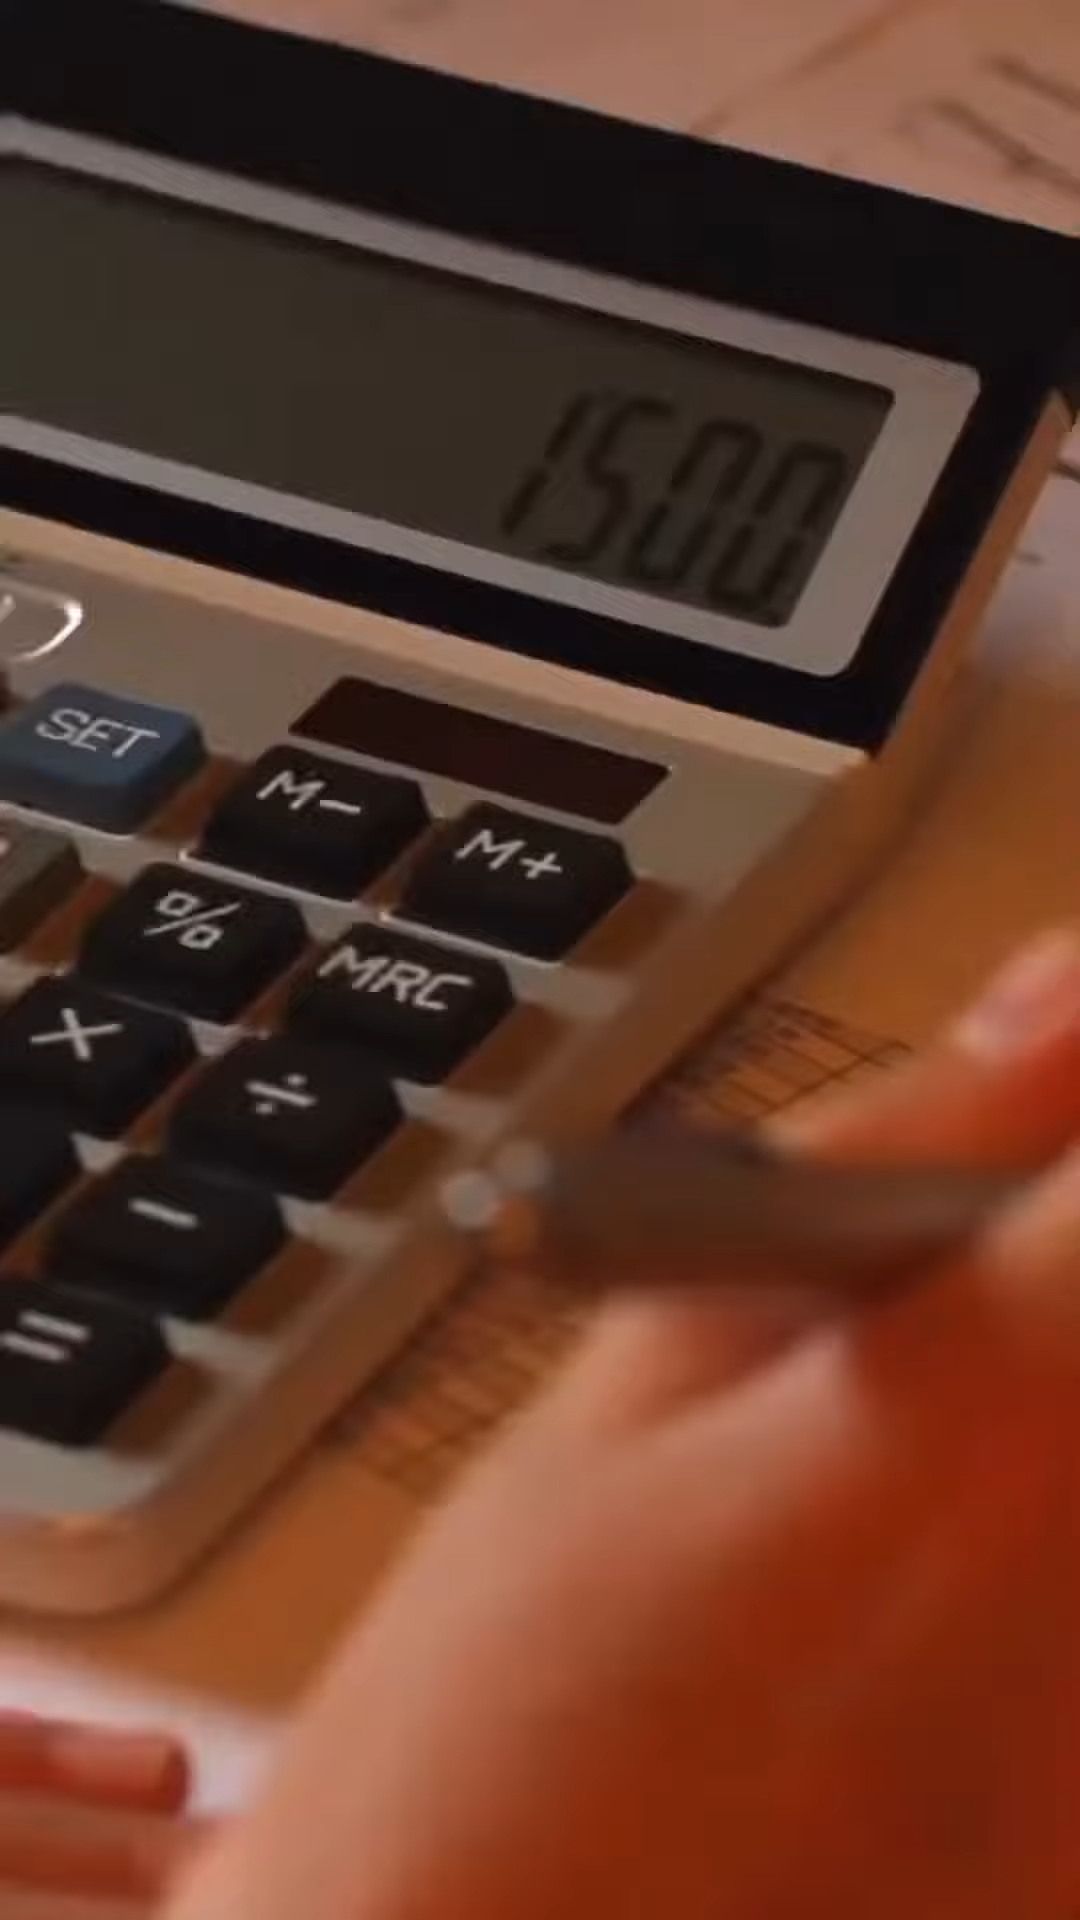 1500
SET
M-
M+
%
MRC
×
÷
-
=